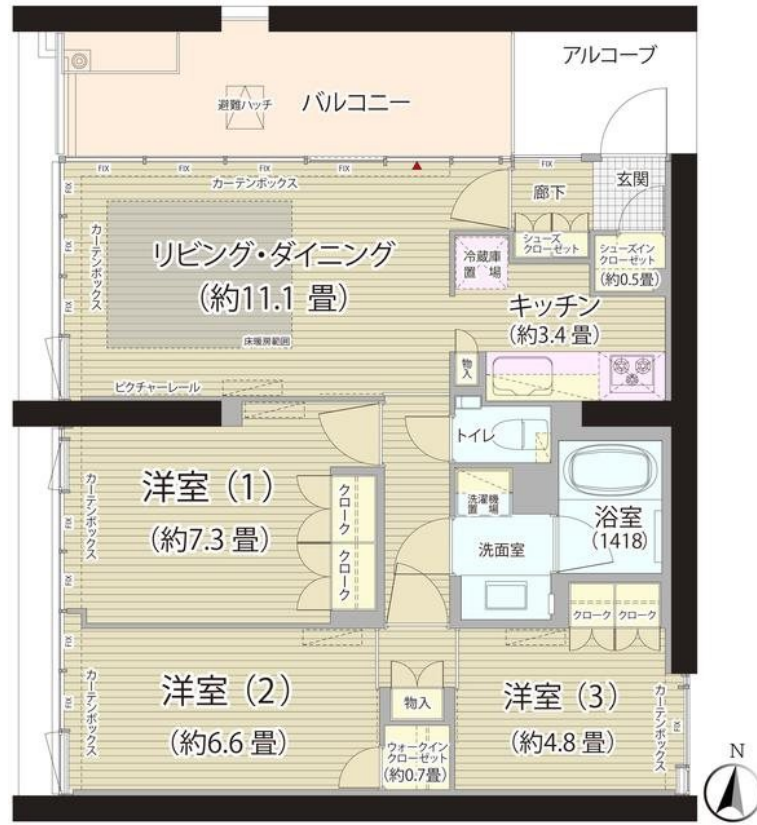 アルコーブ
避難ハッチ
バルコニー
FIX
FIX
FIX
FIX
FIX
カーテンボックス
廊下
玄関
FIX
FIX
FIX
カーテンボックス
リビング・ダイニング
(約11.1 畳)
冷蔵庫
置場
シューズ
クローゼット
シューズイン
クローゼット
(約0.5畳)
キッチン
(約3.4 畳)
床暖房範囲
物入
ピクチャーレール
トイレ
FIX
カーテンボックス
洋室 (1)
(約7.3 畳)
クローク
クローク
洗濯機
置場
洗面室
浴室
(1418)
クローク
クローク
FIX
FIX
カーテンボックス
洋室 (2)
(約6.6 畳)
物入
ウォークイン
クローゼット
(約0.7畳)
洋室 (3)
(約4.8 畳)
カーテンボックス
FIX
N